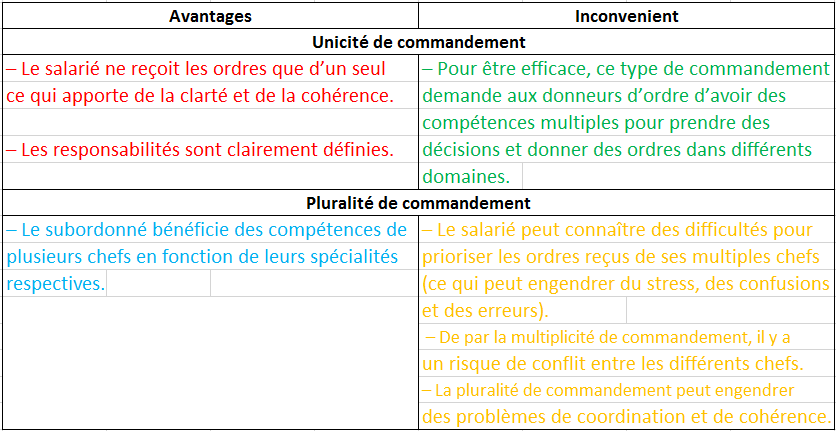 Avantages
Inconvenient
Unicité de commandement
– Le salarié ne reçoit les ordres que d’un seul
ce qui apporte de la clarté et de la cohérence.
– Les responsabilités sont clairement définies.
– Pour être efficace, ce type de commandement
demande aux donneurs d’ordre d’avoir des
compétences multiples pour prendre des
décisions et donner des ordres dans différents
domaines.
Pluralité de commandement
– Le subordonné bénéficie des compétences de
plusieurs chefs en fonction de leurs spécialités
respectives.
– Le salarié peut connaître des difficultés pour
prioriser les ordres reçus de ses multiples chefs
(ce qui peut engendrer du stress, des confusions
et des erreurs).
– De par la multiplicité de commandement, il y a
un risque de conflit entre les différents chefs.
– La pluralité de commandement peut engendrer
des problèmes de coordination et de cohérence.